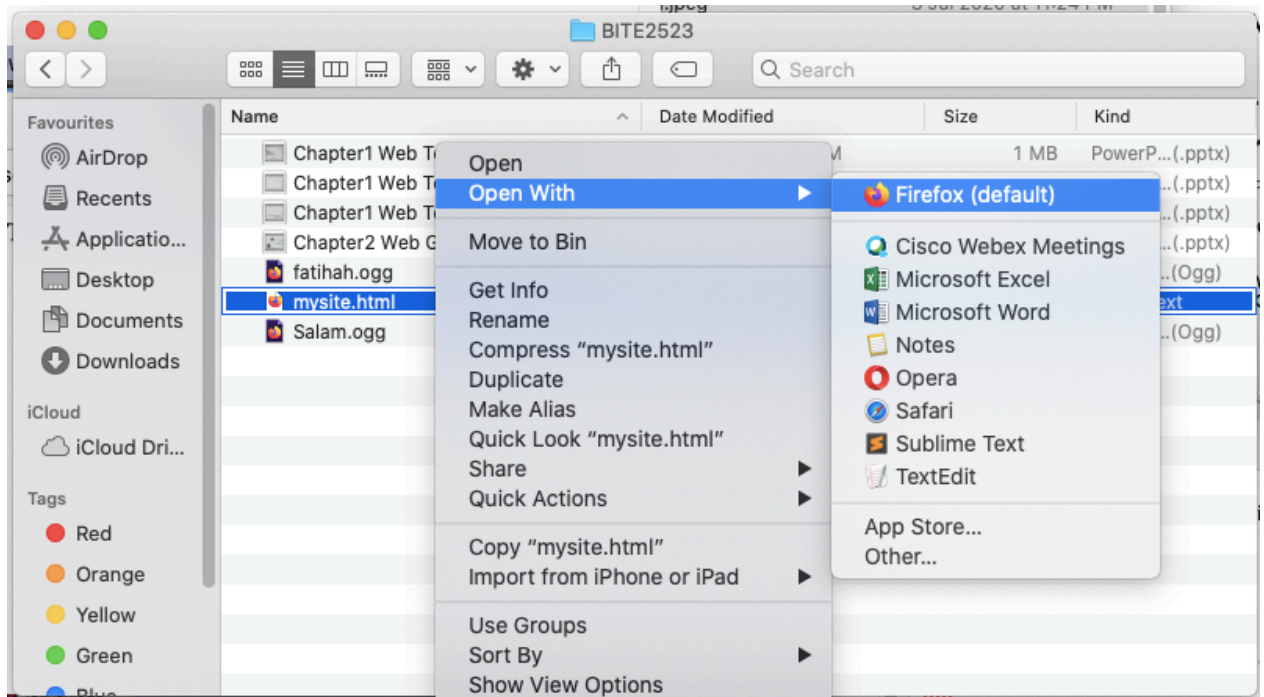 BITE2523
Search
Favourites
AirDrop
Recents
Applicatio...
Desktop
Documents
Downloads
iCloud
iCloud Dri...
Tags
Red
Orange
Yellow
Green
Blue
Name Date Modified Size Kind
Chapter1 Web 1 MB PowerP...(.pptx)
Chapter1 Web ...(.pptx)
Chapter1 Web ...(.pptx)
Chapter2 Web ...(.pptx)
fatihah.ogg ...(Ogg)
mysite.html
Salam.ogg ...(Ogg)
Open
Open With
Move to Bin
Get Info
Rename
Compress “mysite.html”
Duplicate
Make Alias
Quick Look “mysite.html”
Share
Quick Actions
Copy “mysite.html”
Import from iPhone or iPad
Use Groups
Sort By
Show View Options
Firefox (default)
Cisco Webex Meetings
Microsoft Excel
Microsoft Word
Notes
Opera
Safari
Sublime Text
TextEdit
App Store...
Other...